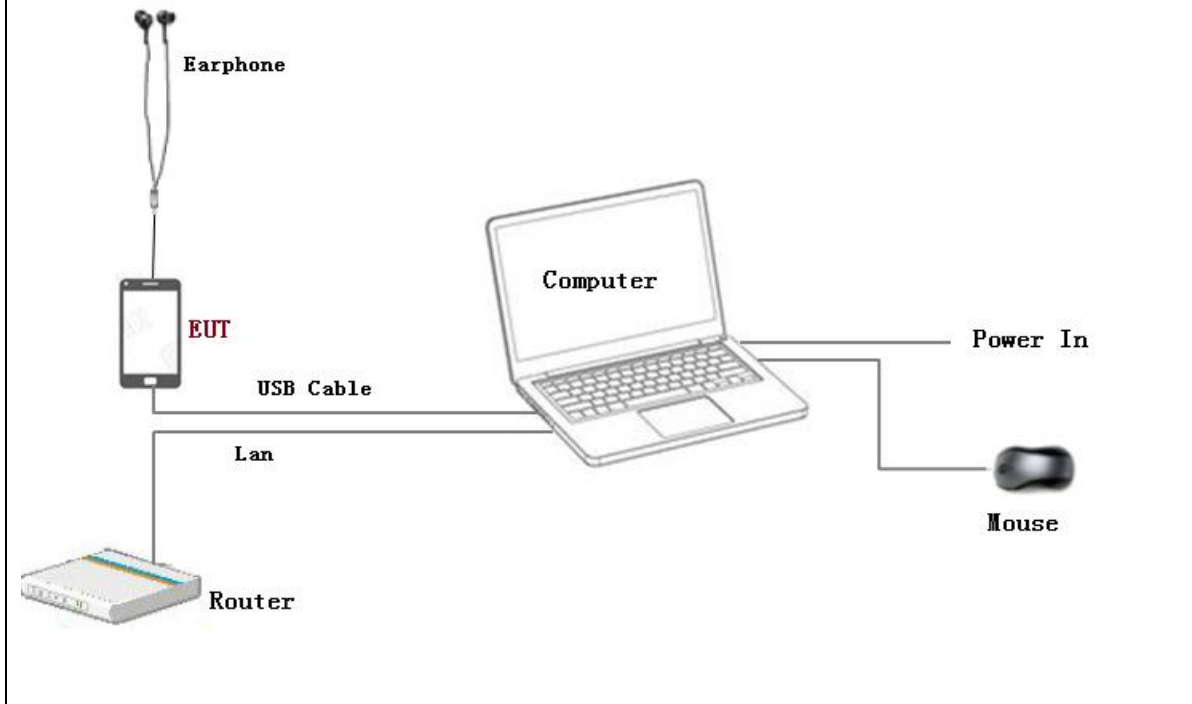 Earphone
Computer
EUT
Power In
USB Cable
Lan
Mouse
Router